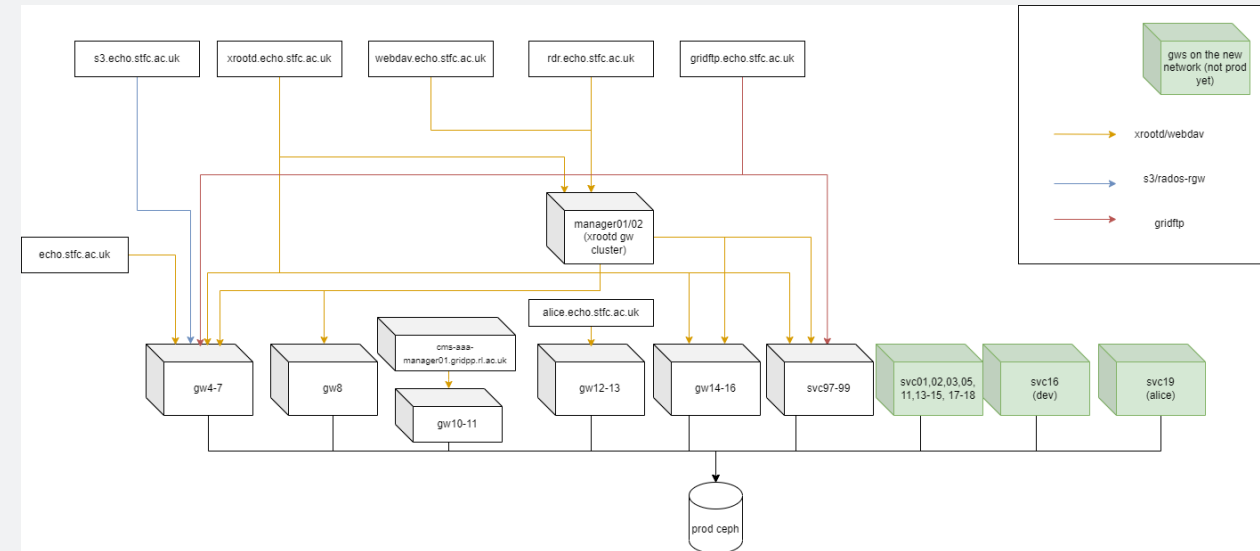 s3.echo.stfc.ac.uk
xrootd.echo.stfc.ac.uk
webdav.echo.stfc.ac.uk
rdr.echo.stfc.ac.uk
gridftp.echo.stfc.ac.uk
gws on the new
network (not prod
yet)
xrootd/webdav
s3/rados-rgw
gridftp
manager01/02
(xrootd gw
cluster)
echo.stfc.ac.uk
alice.echo.stfc.ac.uk
cms-aaa-
manager01.gridpp.rl.ac.uk
gw4-7
gw8
gw10-11
gw12-13
gw14-16
svc97-99
svc01,02,03,05,
11,13-15, 17-18
svc16
(dev)
svc19
(alice)
prod ceph